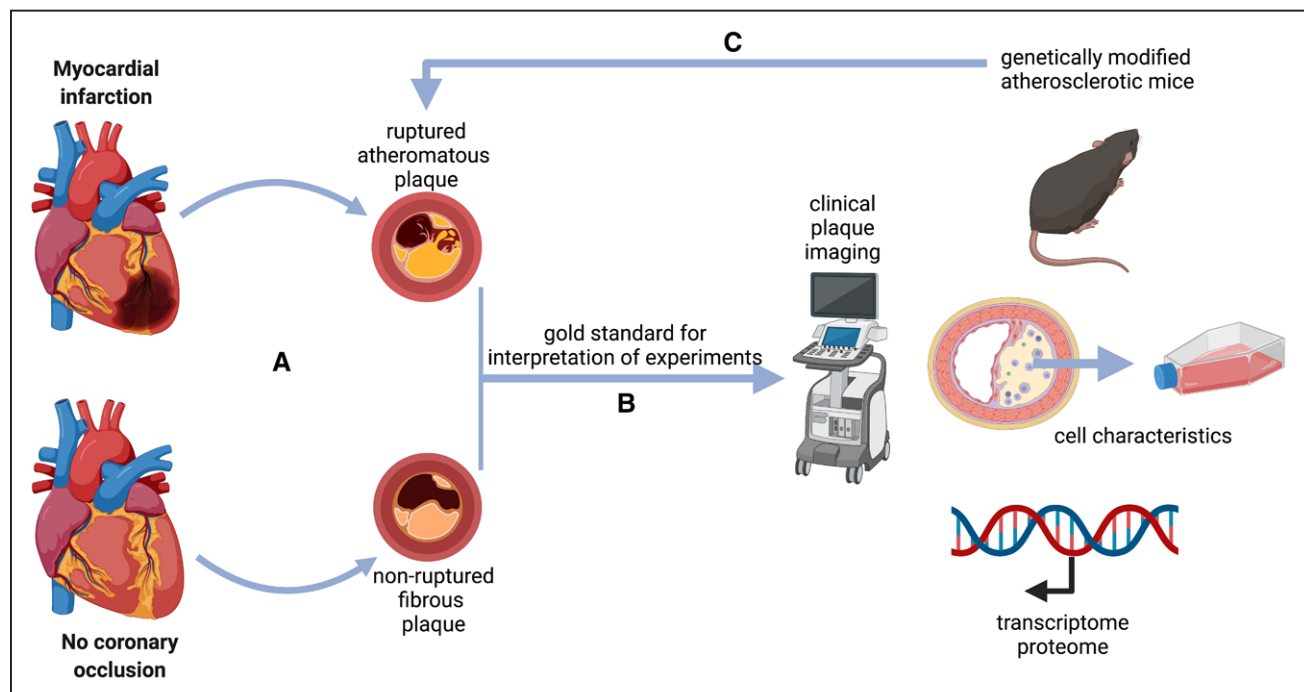 Myocardial
infarction
C
genetically modified
atherosclerotic mice
ruptured
atheromatous
plaque
clinical
plaque
imaging
A
gold standard for
interpretation of experiments
B
cell characteristics
non-ruptured
fibrous
plaque
No coronary
occlusion
transcriptome
proteome